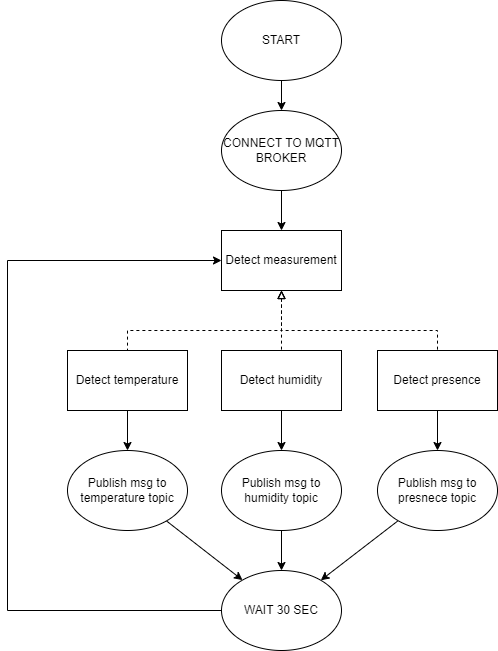 START
CONNECT TO MQTT
BROKER
Detect measurement
Detect temperature
Detect humidity
Detect presence
Publish msg to
temperature topic
Publish msg to
humidity topic
Publish msg to
presnece topic
WAIT 30 SEC